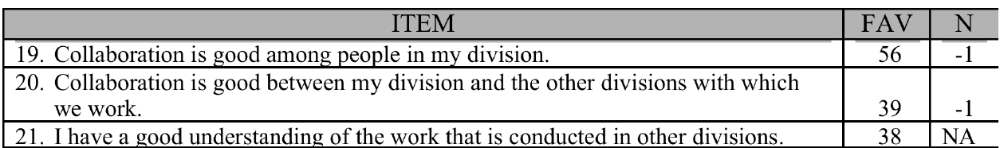 ITEM FAV N
19. Collaboration is good among people in my division. 56 -1
20. Collaboration is good between my division and the other divisions with which
we work. 39 -1
21. I have a good understanding of the work that is conducted in other divisions. 38 NA